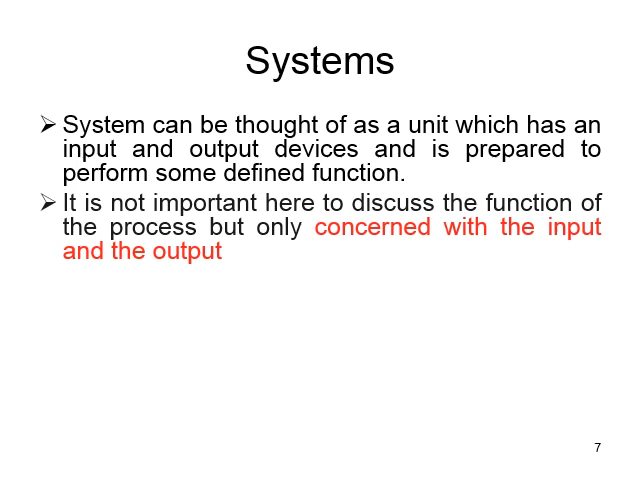 Systems
➢ System can be thought of as a unit which has an
input and output devices and is prepared to
perform some defined function.
➢ It is not important here to discuss the function of
the process but only concerned with the input
and the output
7